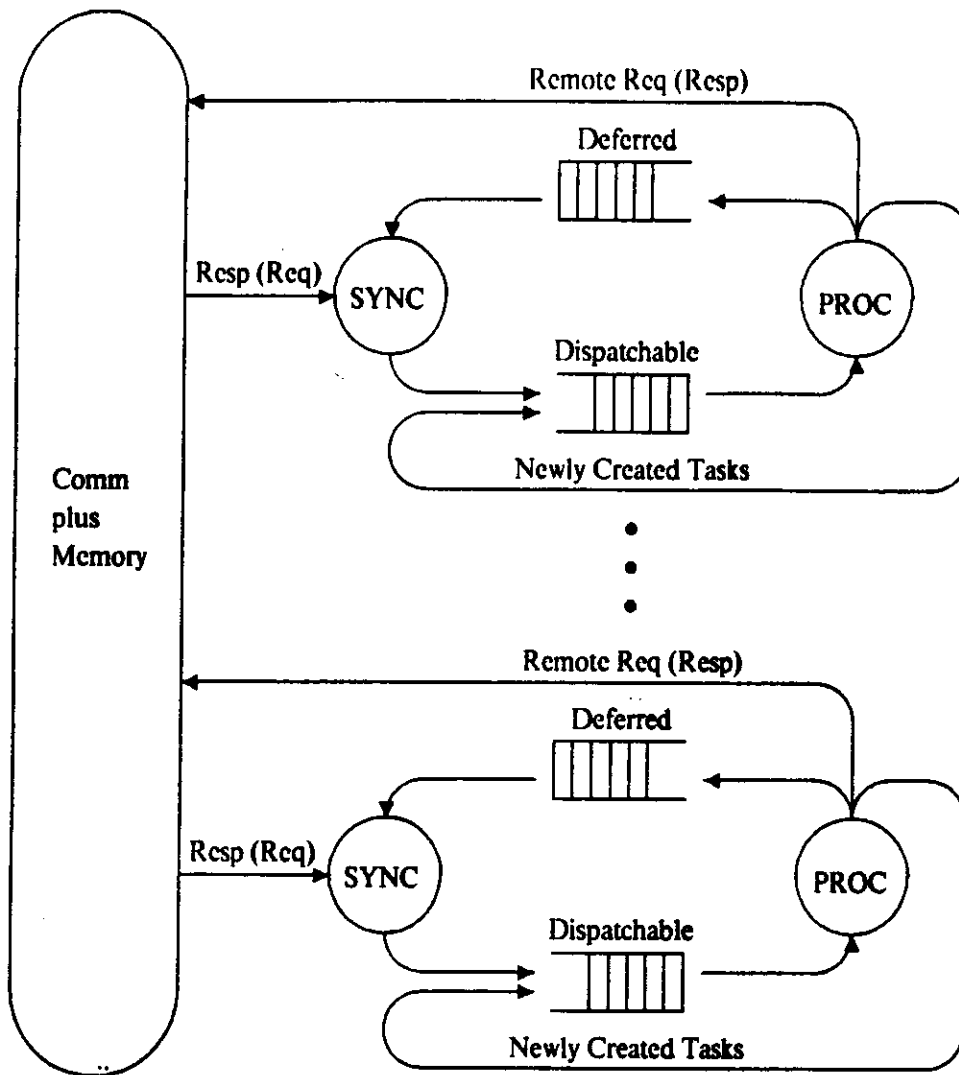 Remote Req (Resp)
Deferred
Resp (Req)
SYNC
PROC
Dispatchable
Newly Created Tasks
Comm
plus
Memory
Remote Req (Resp)
Deferred
Resp (Req)
SYNC
PROC
Dispatchable
Newly Created Tasks